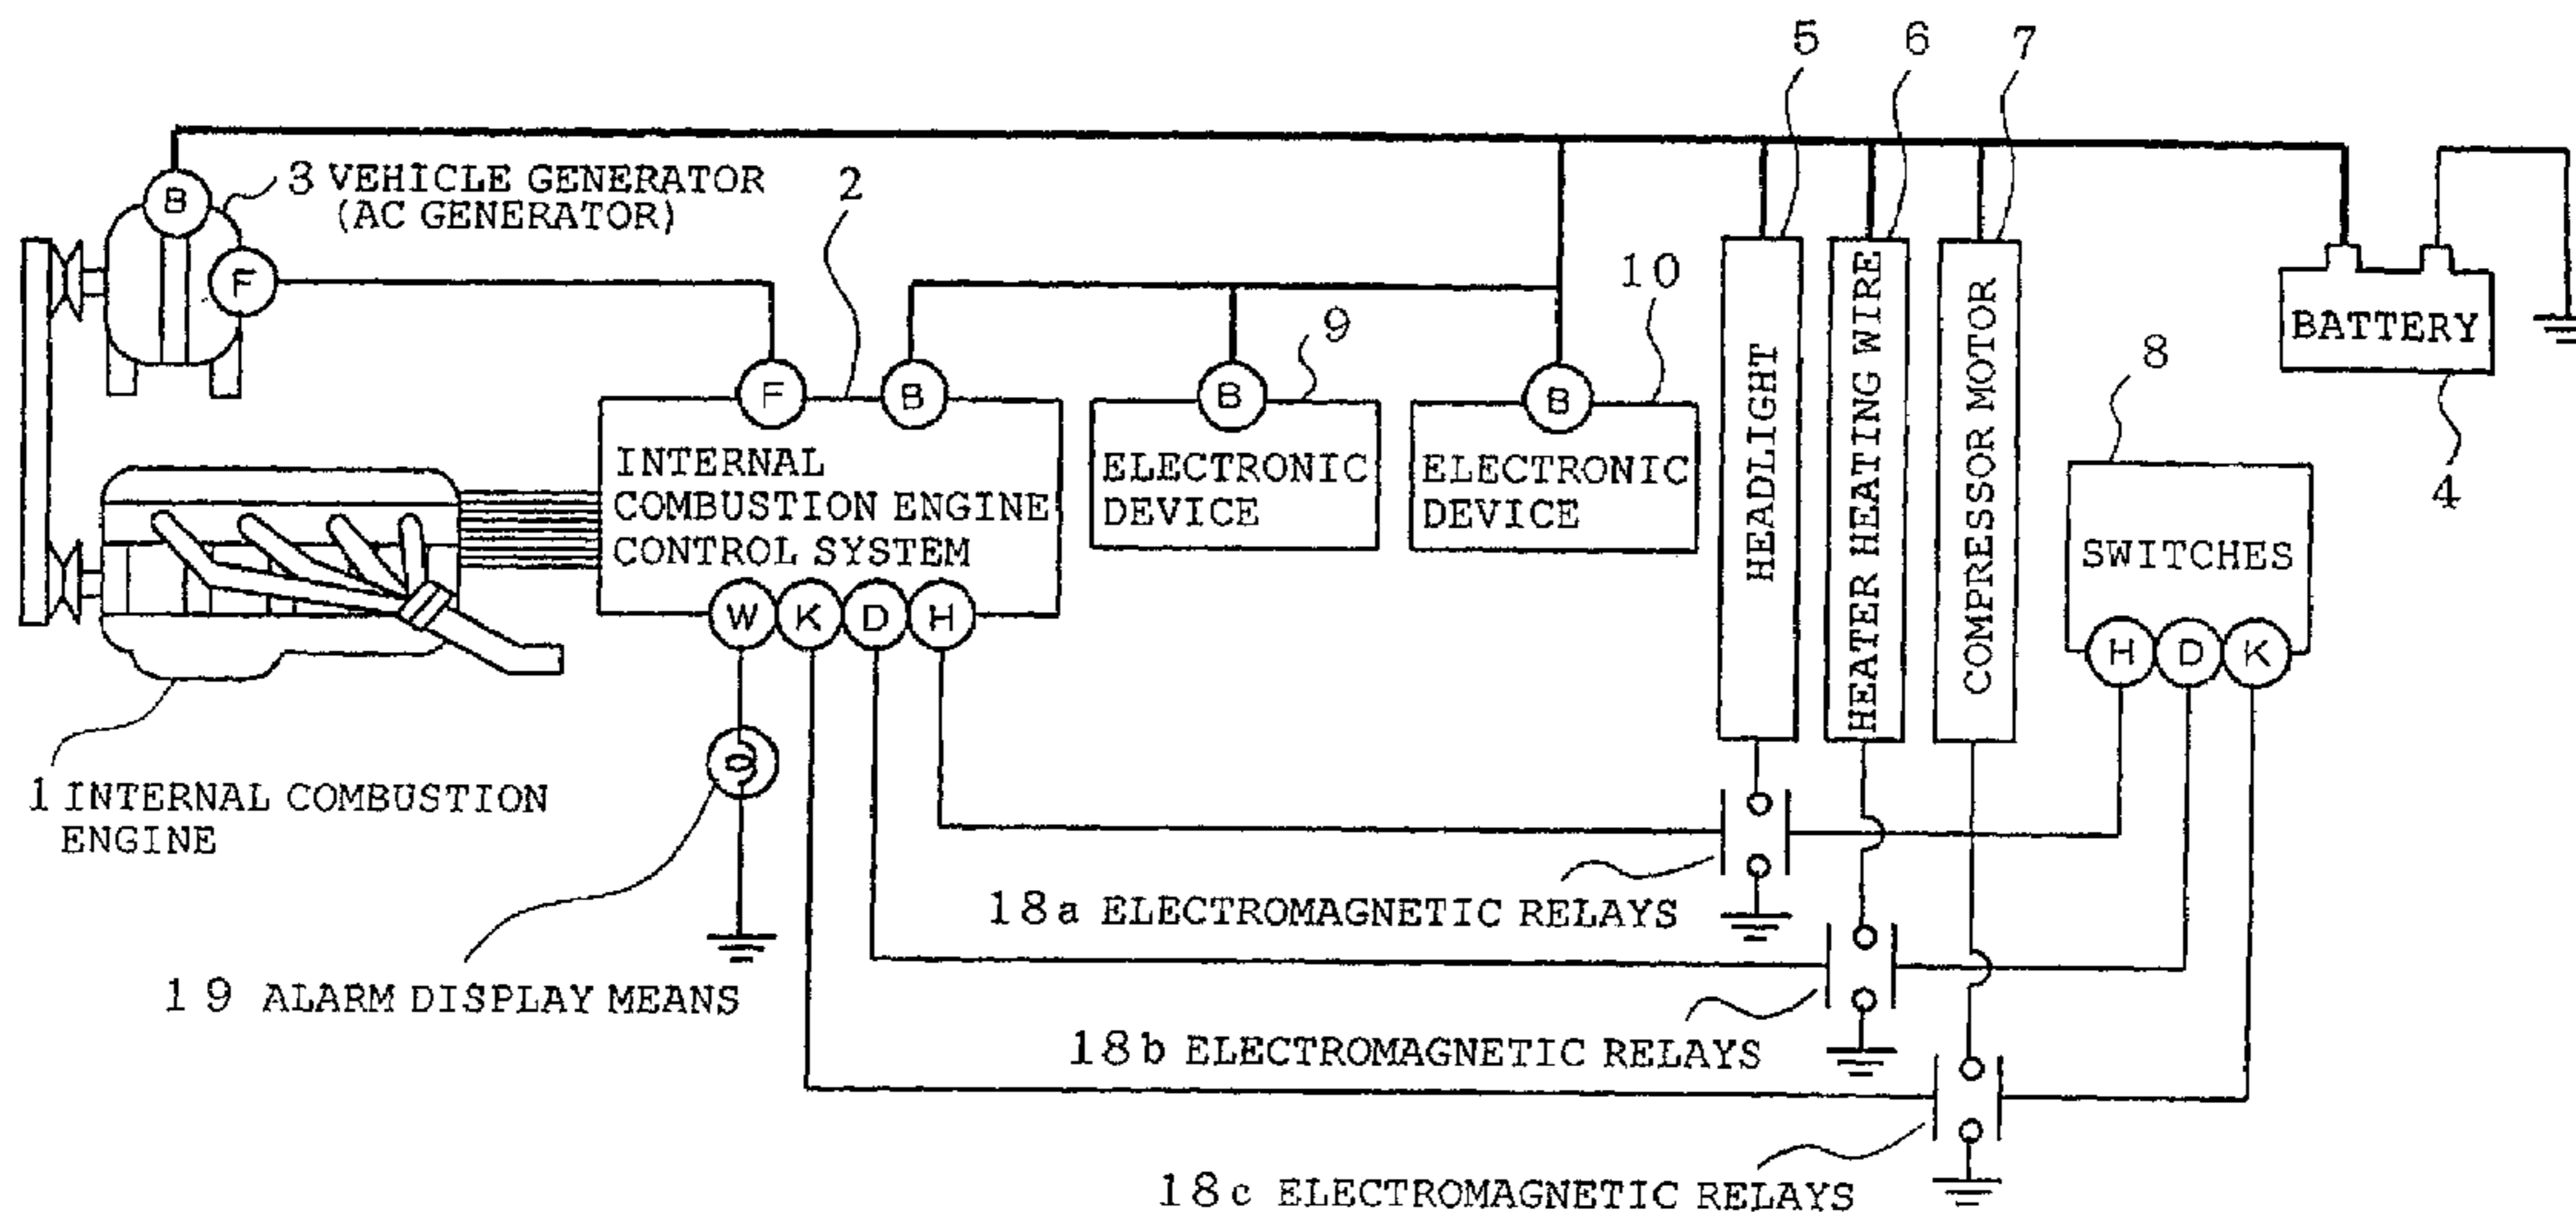 5
6
7
3 VEHICLE GENERATOR
(AC GENERATOR)
2
B
F
10
9
BATTERY
8
4
F
B
B
B
INTERNAL
COMBUSTION ENGINE
CONTROL SYSTEM
ELECTRONIC
DEVICE
ELECTRONIC
DEVICE
HEADLIGHT
HEATER HEATING WIRE
COMPRESSOR MOTOR
SWITCHES
W K D H
H D K
1 INTERNAL COMBUSTION
ENGINE
18a ELECTROMAGNETIC RELAYS
19 ALARM DISPLAY MEANS
18b ELECTROMAGNETIC RELAYS
18c ELECTROMAGNETIC RELAYS